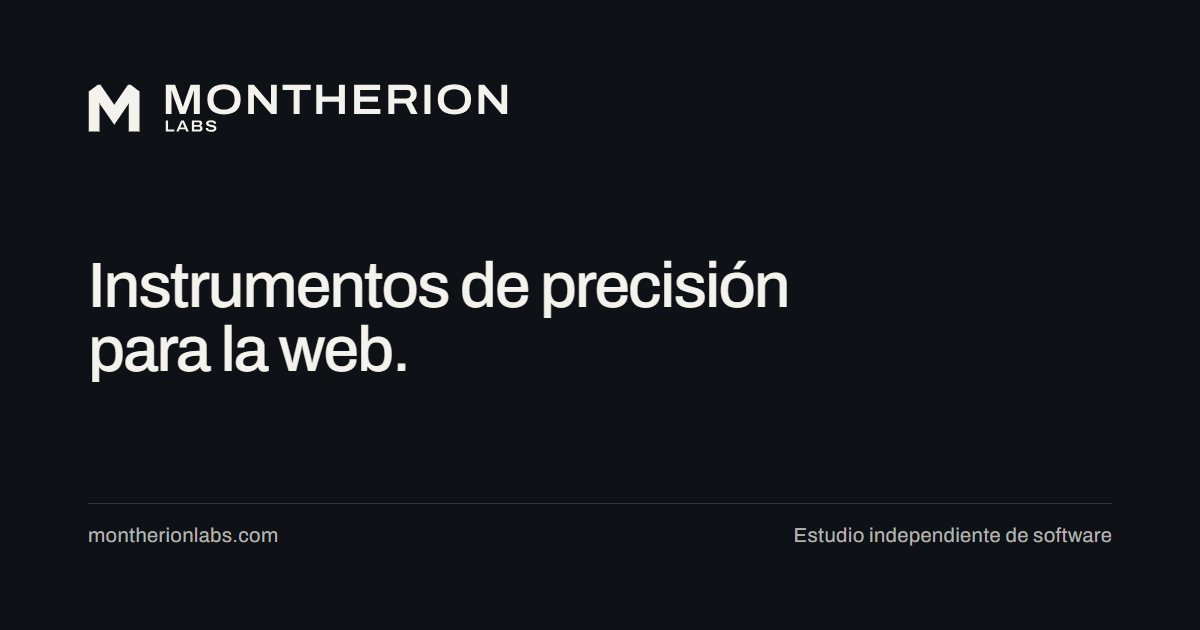 MONTHERION
LABS
Instrumentos de precisión
para la web.
montherionlabs.com
Estudio independiente de software